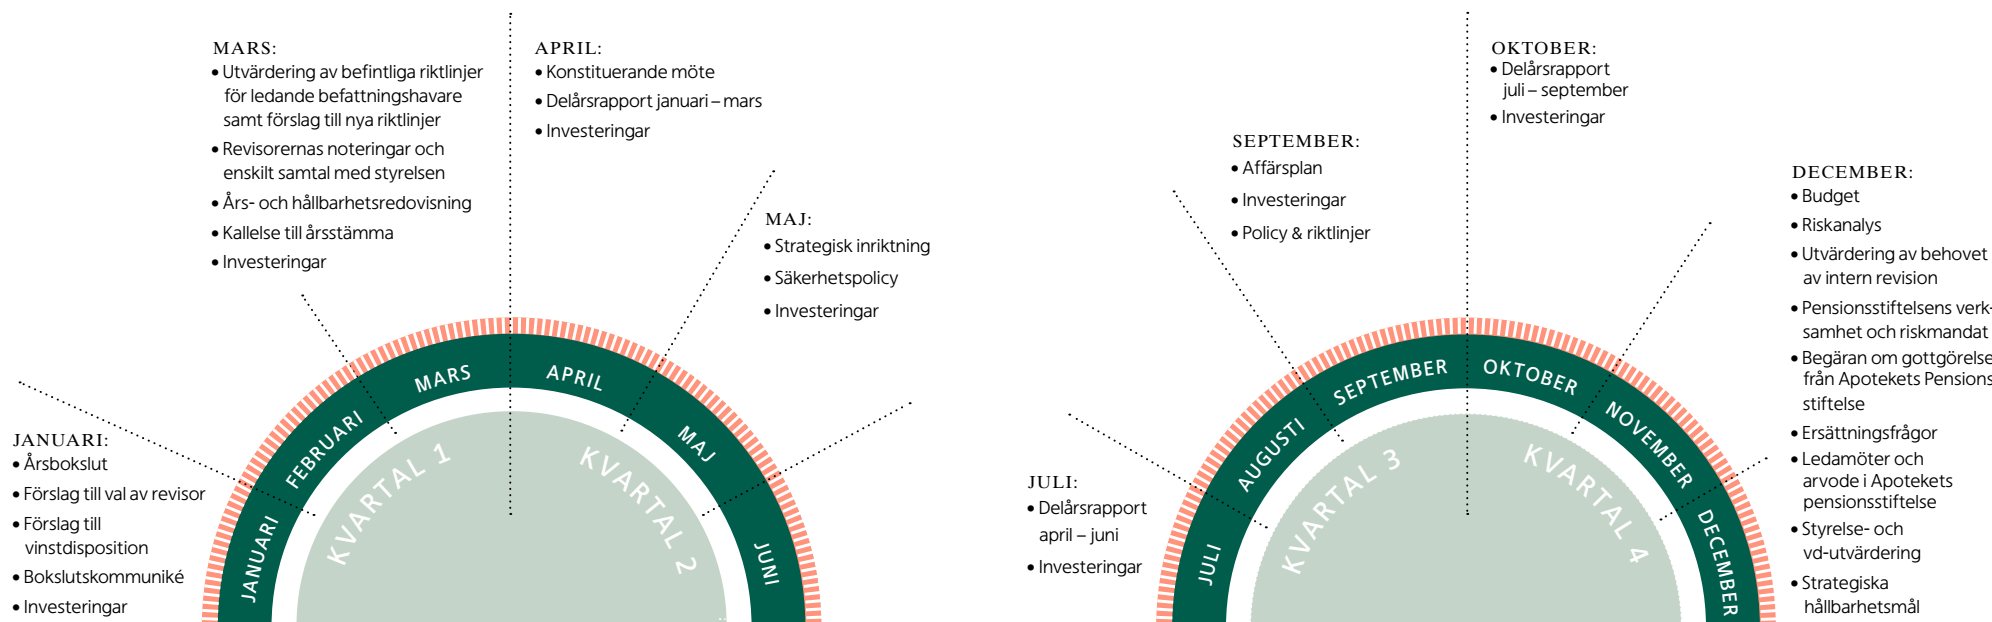 MARS:
• Utvärdering av befintliga riktlinjer
för ledande befattningshavare
samt förslag till nya riktlinjer
• Revisorernas noteringar och
enskilt samtal med styrelsen
• Års- och hållbarhetsredovisning
• Kallelse till årsstämma
• Investeringar
APRIL:
• Konstituerande möte
• Delårsrapport januari – mars
• Investeringar
MAJ:
• Strategisk inriktning
• Säkerhetspolicy
• Investeringar
JANUARI:
• Årsbokslut
• Förslag till val av revisor
• Förslag till
vinstdisposition
• Bokslutskommuniké
• Investeringar
JANUARI
FEBRUARI
MARS
APRIL
MAJ
JUNI
KVARTAL 1
KVARTAL 2
OKTOBER:
• Delårsrapport
juli – september
• Investeringar
SEPTEMBER:
• Affärsplan
• Investeringar
• Policy & riktlinjer
DECEMBER:
• Budget
• Riskanalys
• Utvärdering av behovet
av intern revision
• Pensionsstiftelsens verk-
samhet och riskmandat
• Begäran om gottgörelse
från Apotekets Pensions
stiftelse
• Ersättningsfrågor
• Ledamöter och
arvode i Apotekets
pensionsstiftelse
• Styrelse- och
vd-utvärdering
• Strategiska
hållbarhetsmål
JULI:
• Delårsrapport
april – juni
• Investeringar
JULI
AUGUSTI
SEPTEMBER
OKTOBER
NOVEMBER
DECEMBER
KVARTAL 3
KVARTAL 4